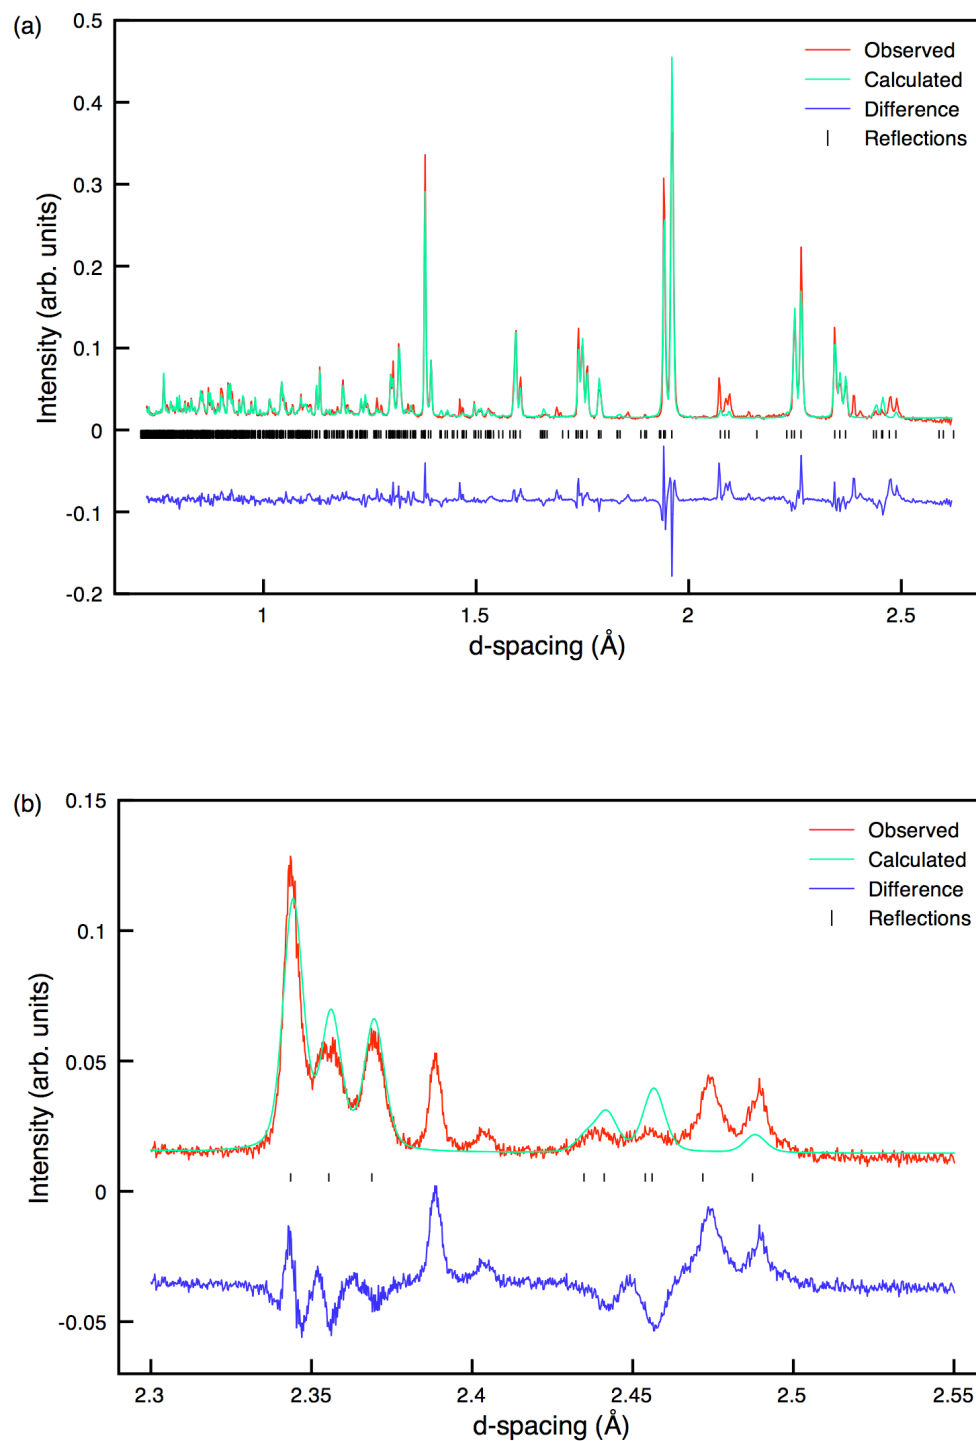 (a)
0.5
0.4
0.3
0.2
0.1
0
-0.1
-0.2
Intensity (arb. units)
Observed
Calculated
Difference
Reflections
1
1.5
2
2.5
d-spacing (Å)
(b)
0.15
0.1
0.05
0
-0.05
Intensity (arb. units)
Observed
Calculated
Difference
Reflections
2.3
2.35
2.4
2.45
2.5
2.55
d-spacing (Å)